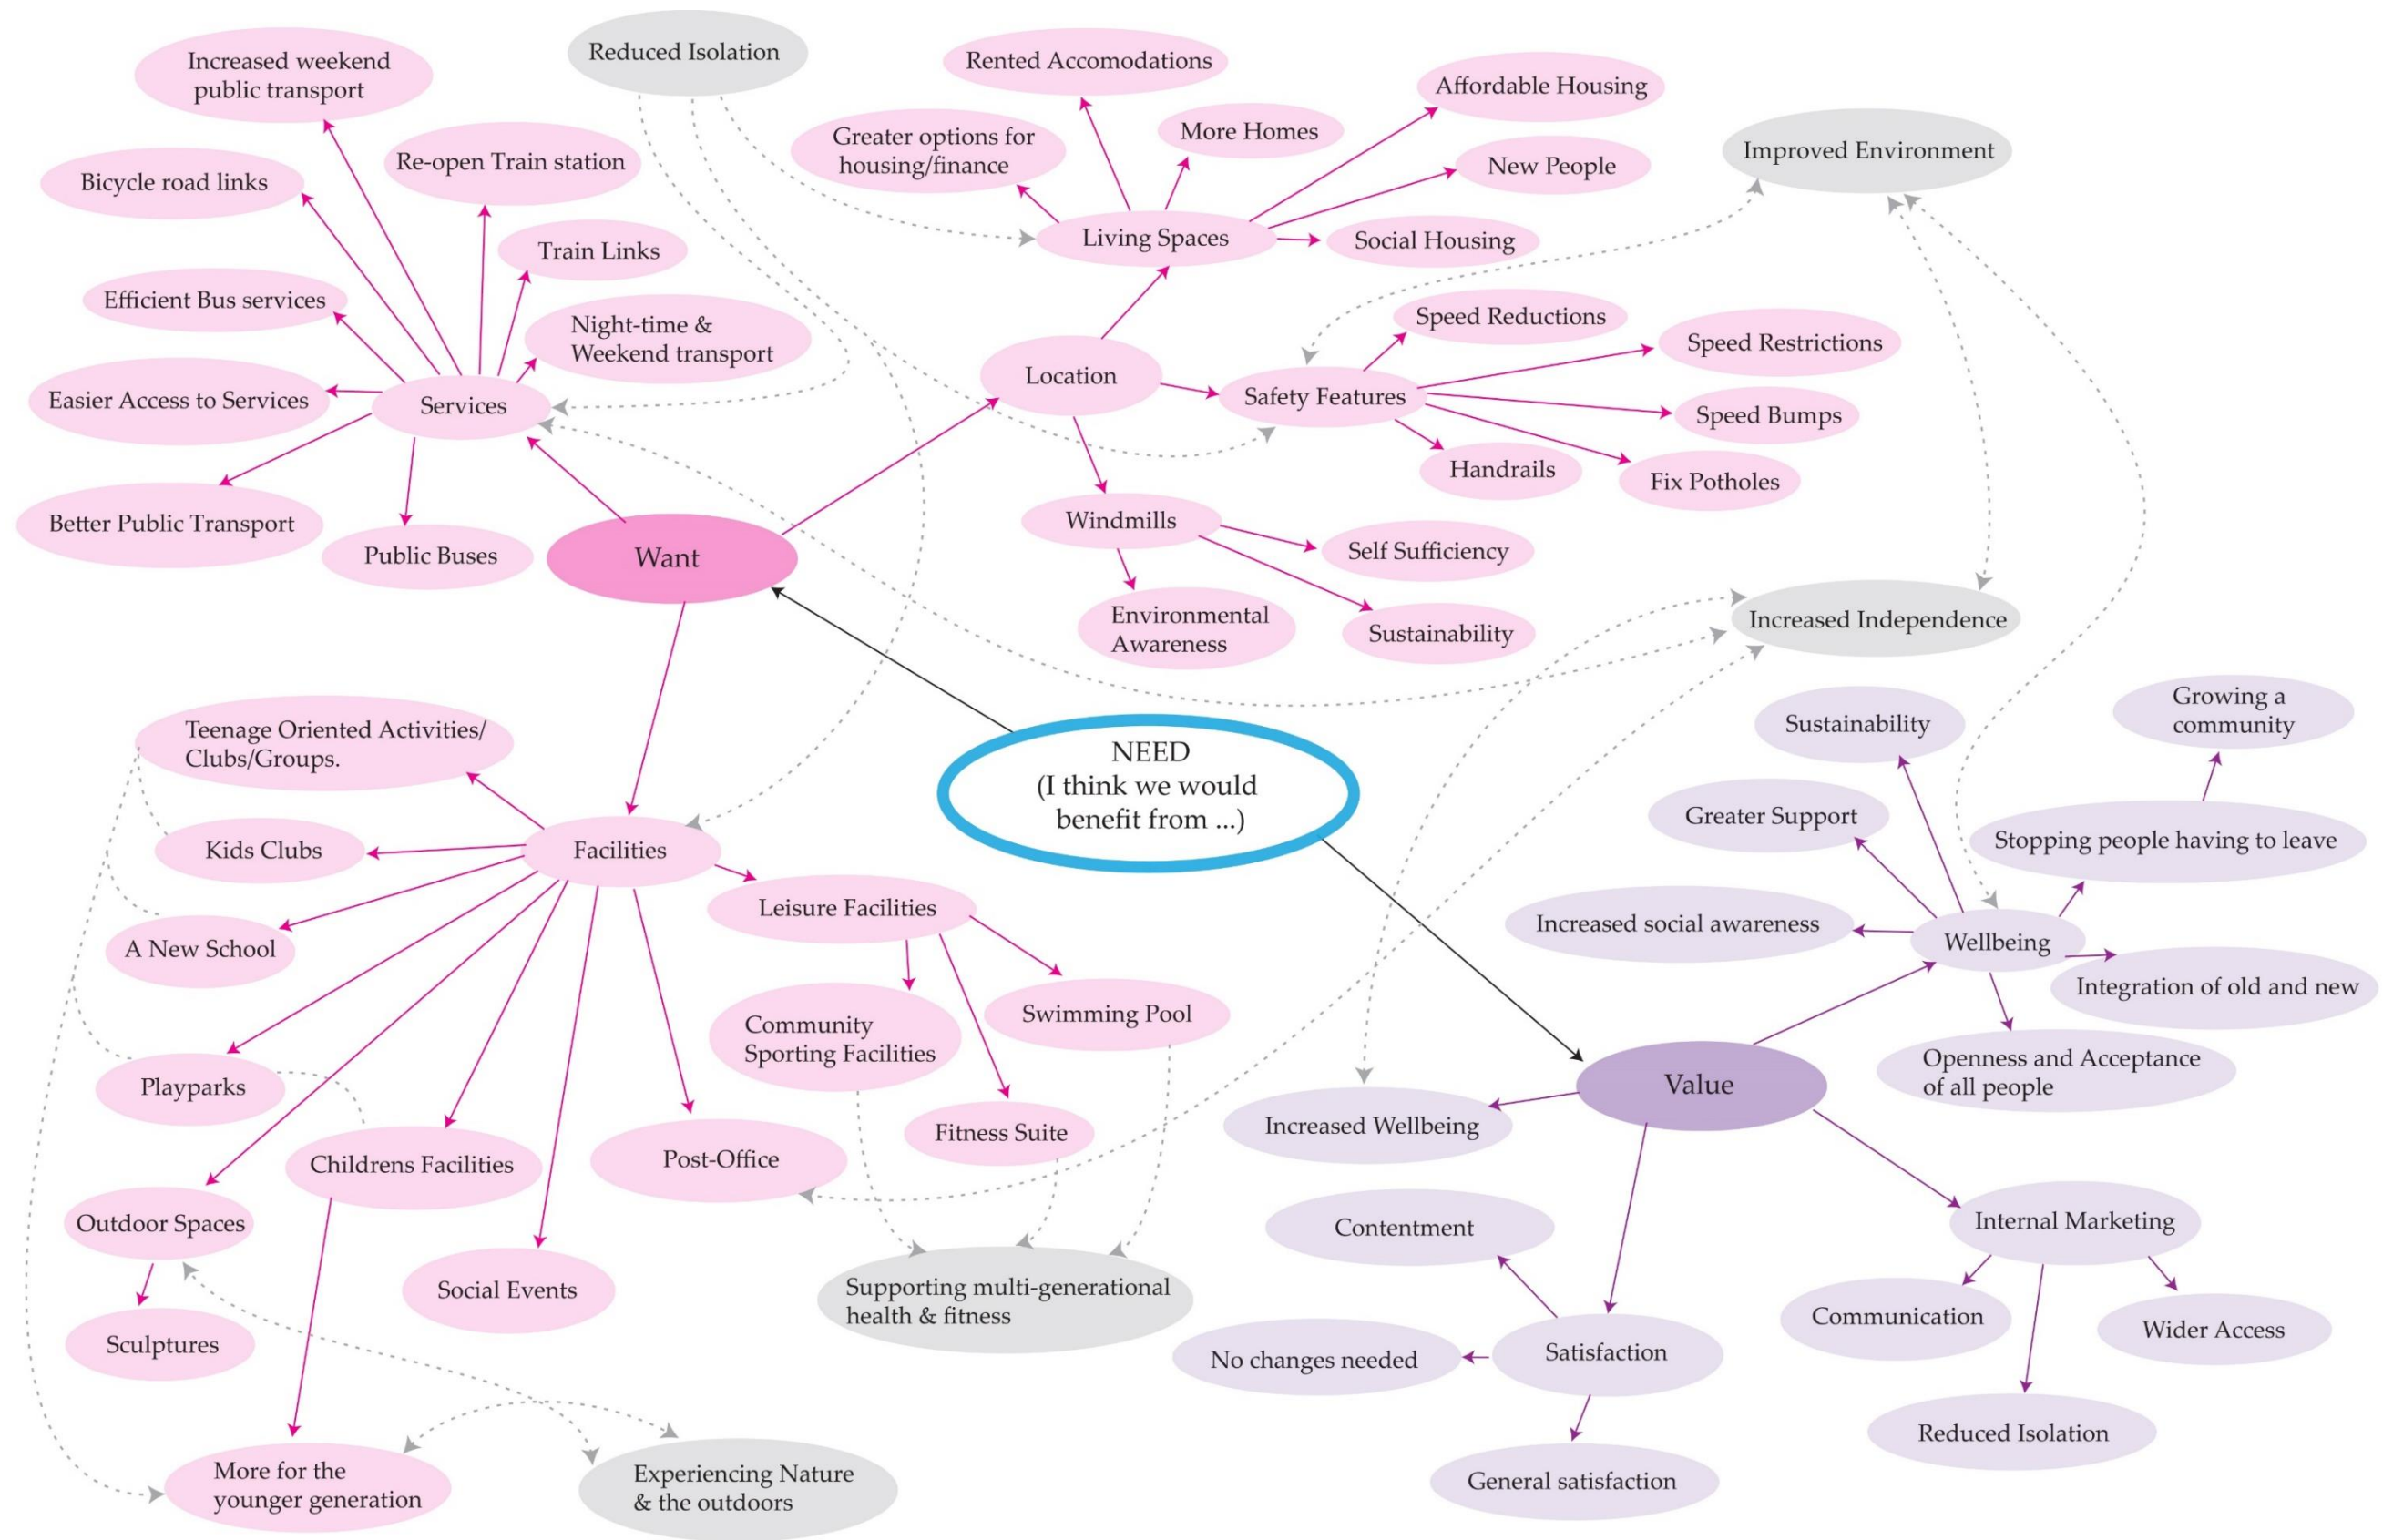 Reduced Isolation
Increased weekend
public transport
Bicycle road links
Re-open Train station
Train Links
Efficient Bus services
Night-time &
Weekend transport
Easier Access to Services
Services
Better Public Transport
Public Buses
Want
Rented Accomodations
Greater options for
housing/finance
More Homes
Affordable Housing
New People
Living Spaces
Social Housing
Improved Environment
Location
Safety Features
Speed Reductions
Speed Restrictions
Speed Bumps
Handrails
Fix Potholes
Windmills
Self Sufficiency
Environmental
Awareness
Sustainability
Increased Independence
NEED
(I think we would
benefit from ...)
Teenage Oriented Activities/
Clubs/Groups.
Kids Clubs
Facilities
A New School
Leisure Facilities
Community
Sporting Facilities
Swimming Pool
Fitness Suite
Playparks
Childrens Facilities
Post-Office
Outdoor Spaces
Sculptures
Social Events
Supporting multi-generational
health & fitness
More for the
younger generation
Experiencing Nature
& the outdoors
Sustainability
Growing a
community
Greater Support
Stopping people having to leave
Increased social awareness
Wellbeing
Integration of old and new
Openness and Acceptance
of all people
Value
Increased Wellbeing
Contentment
No changes needed
Satisfaction
General satisfaction
Internal Marketing
Communication
Wider Access
Reduced Isolation